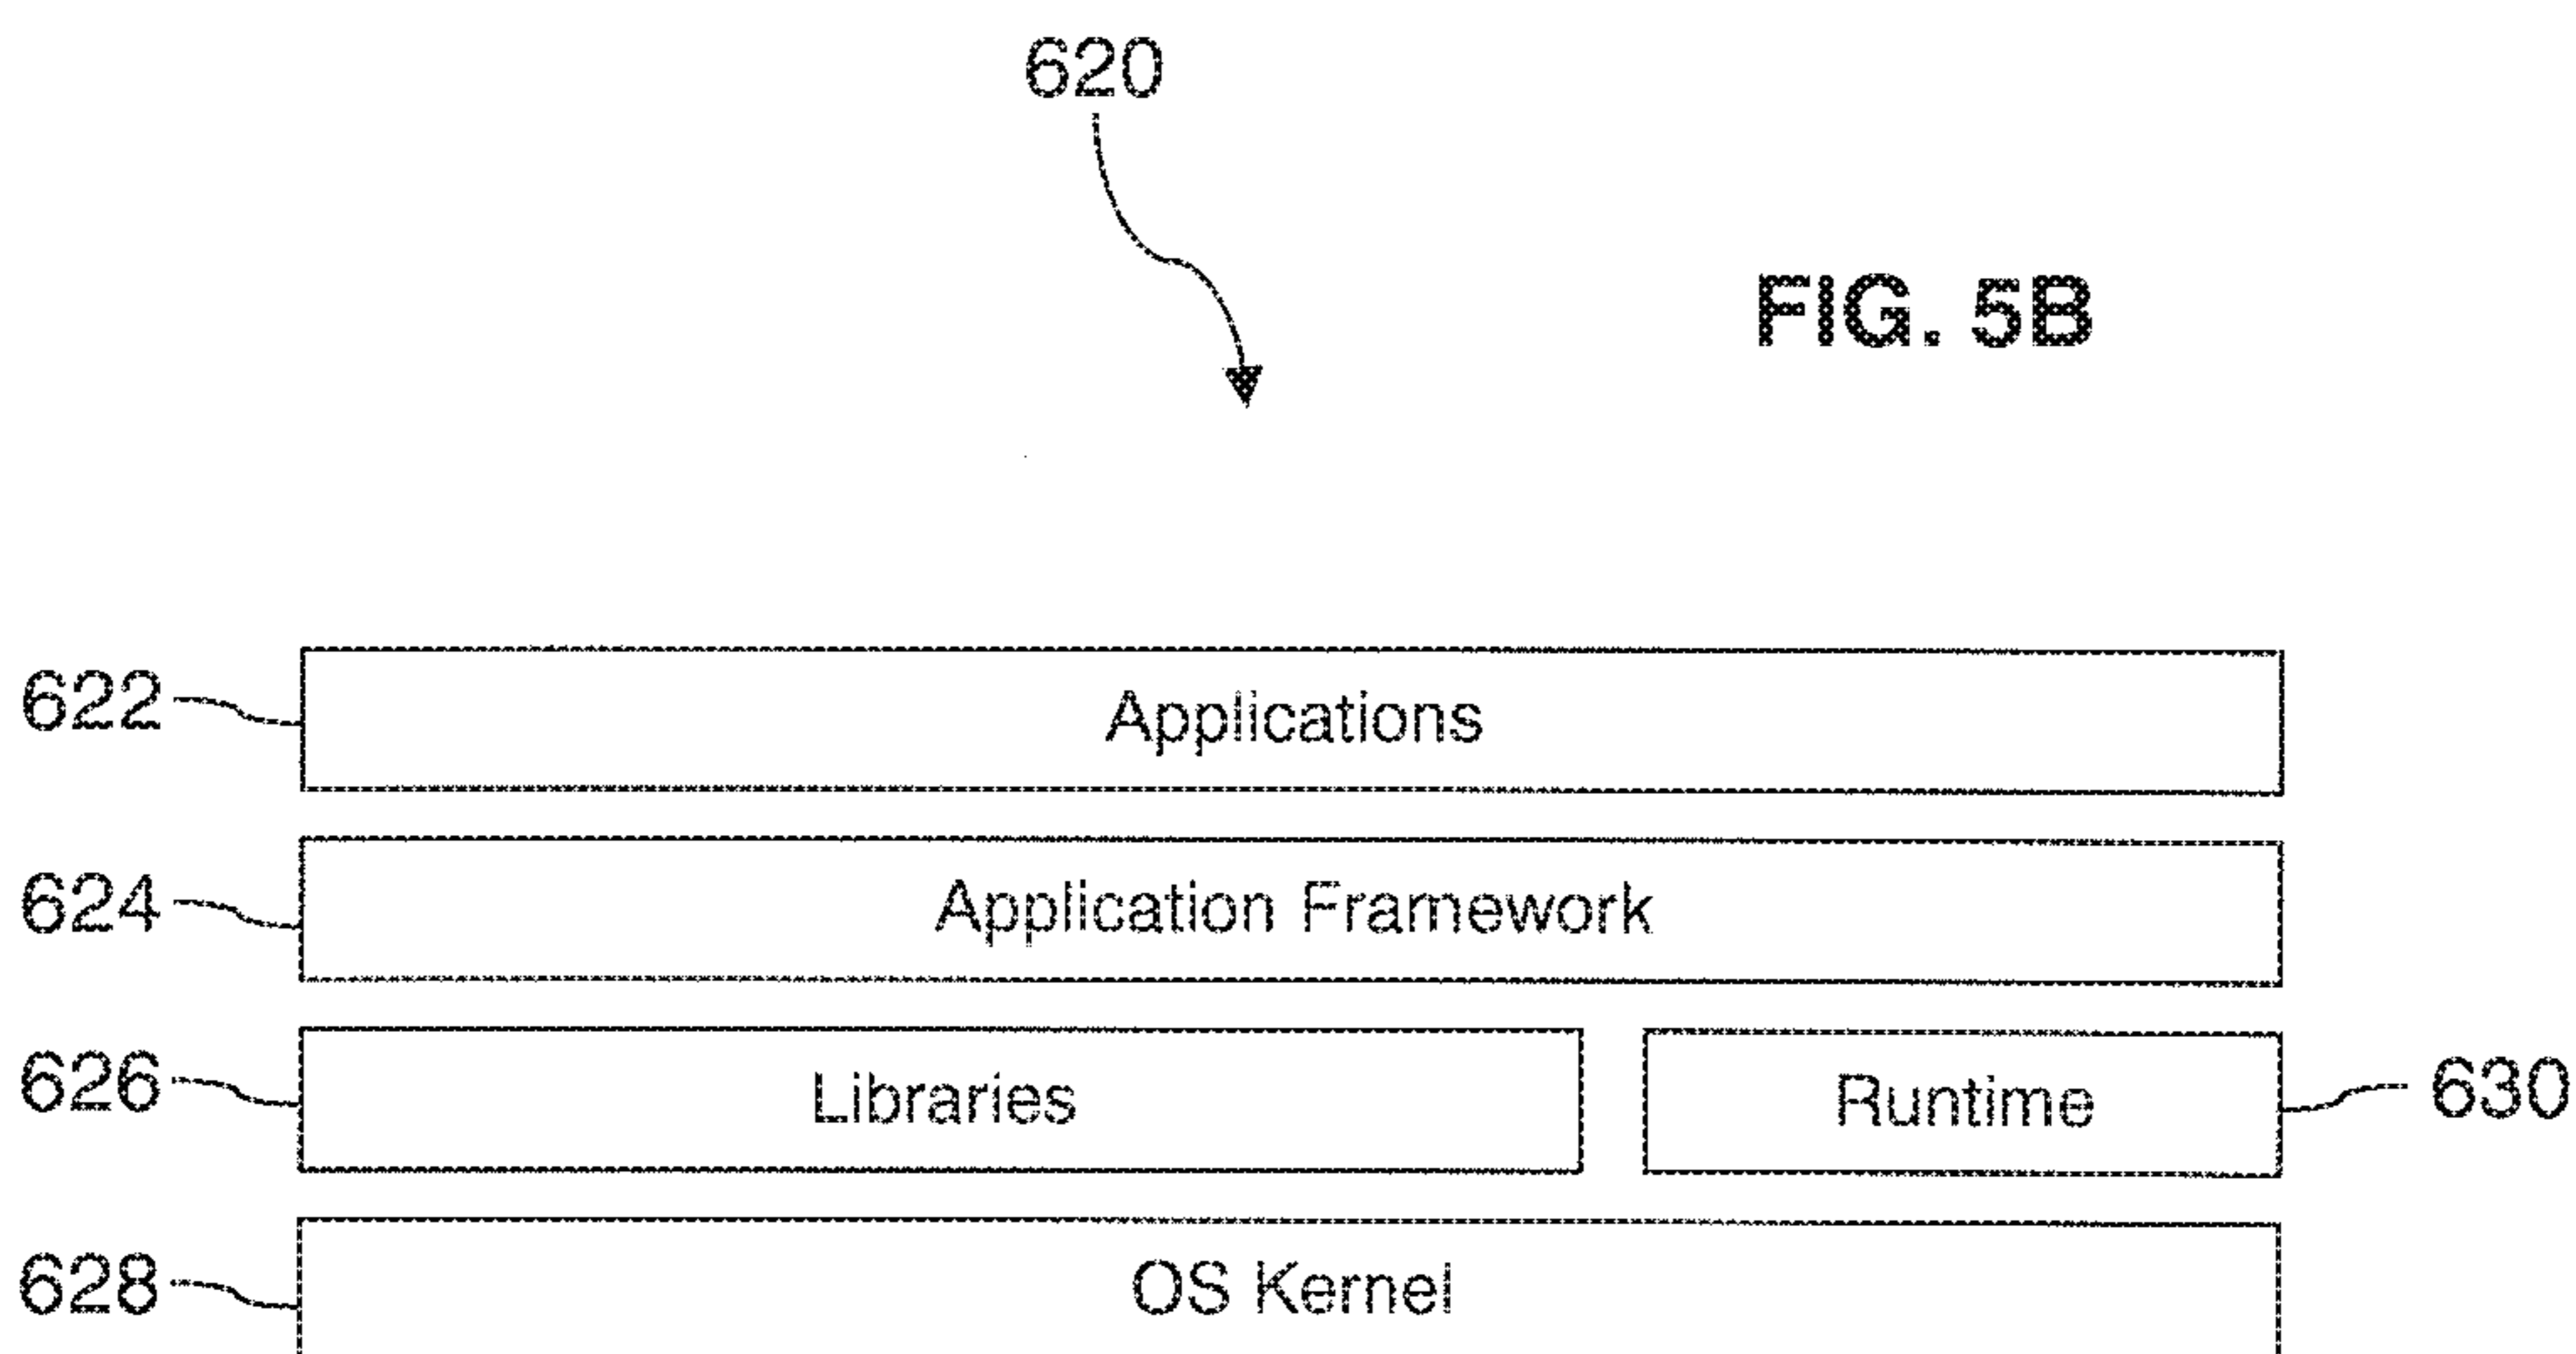 620
FIG. 5B
622 Applications
624 Application Framework
626 Libraries Runtime 630
628 OS Kernel